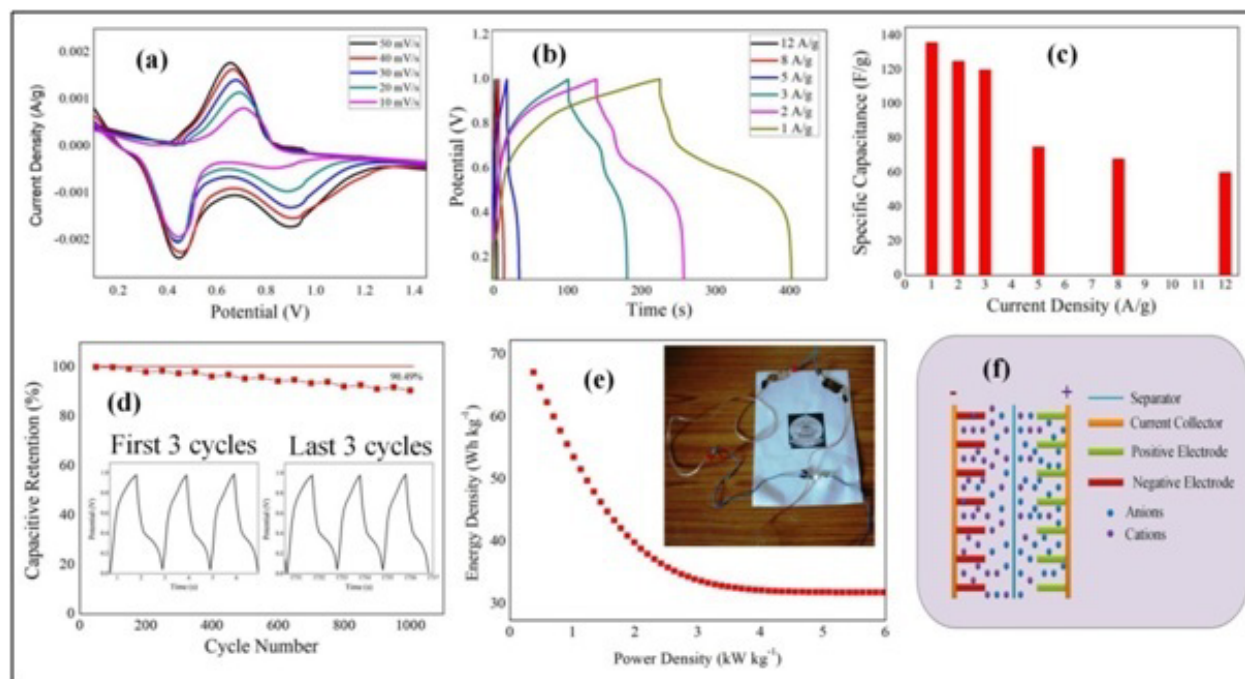 (a)
50 mV/s
40 mV/s
30 mV/s
20 mV/s
10 mV/s
0.002
0.001
0.000
-0.001
-0.002
Current Density (A/g)
0.2 0.4 0.6 0.8 1.0 1.2 1.4
Potential (V)
(b)
12 A/g
8 A/g
5 A/g
3 A/g
2 A/g
1 A/g
1.2
1.0
0.8
0.6
0.4
1.2
Potential (V)
0 100 200 300 400
Time (s)
(c)
140
120
100
80
60
40
20
0
Specific Capacitance (F/g)
0 1 2 3 4 5 6 7 8 9 10 11 12
Current Density (A/g)
(d)
120
100
80
60
40
20
0
Capacitive Retention (%)
90.49%
First 3 cycles
Last 3 cycles
Potential (V)
Time (s)
Potential (V)
Time (s)
0 200 400 600 800 1000
Cycle Number
(e)
70
60
50
40
30
Energy Density (Wh kg⁻¹)
0 1 2 3 4 5 6
Power Density (kW kg⁻¹)
(f)
- +
Separator
Current Collector
Positive Electrode
Negative Electrode
Anions
Cations